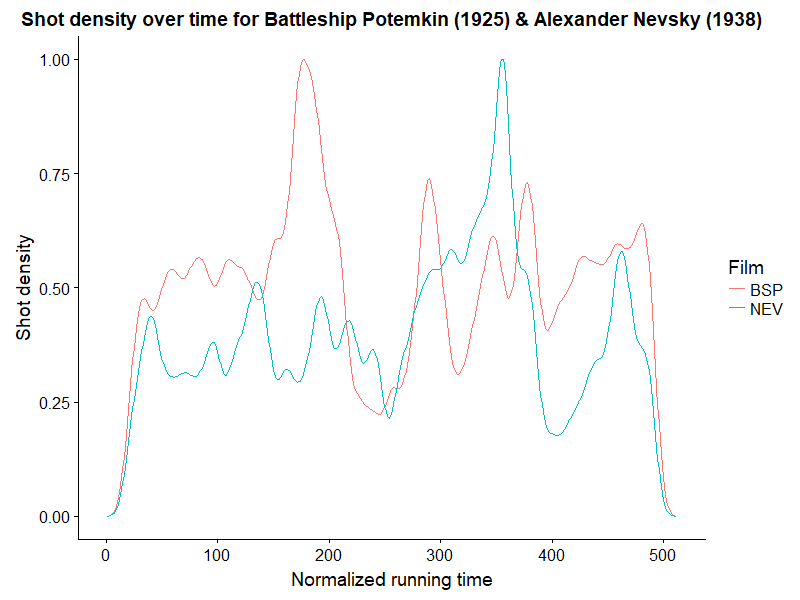 Shot density over time for Battleship Potemkin (1925) & Alexander Nevsky (1938)
1.00
0.75
0.50
0.25
0.00
Shot density
0 100 200 300 400 500
Normalized running time
Film
BSP
NEV